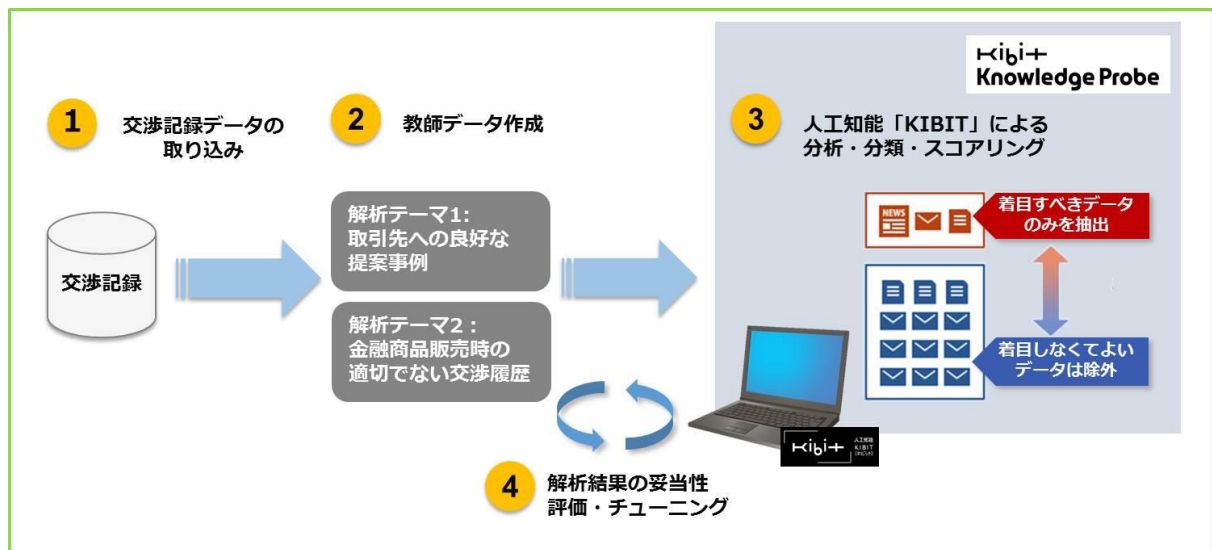 Kibit
Knowledge Probe
1
交渉記録データの
取り込み
交渉記録
2
教師データ作成
解析テーマ1:
取引先への良好な
提案事例
解析テーマ2：
金融商品販売時の
適切でない交渉履歴
3
人工知能「KIBIT」による
分析・分類・スコアリング
NEWS
着目すべきデータ
のみを抽出
着目しなくてよい
データは除外
Kibit
人工知能
KIBIT
4
解析結果の妥当性
評価・チューニング